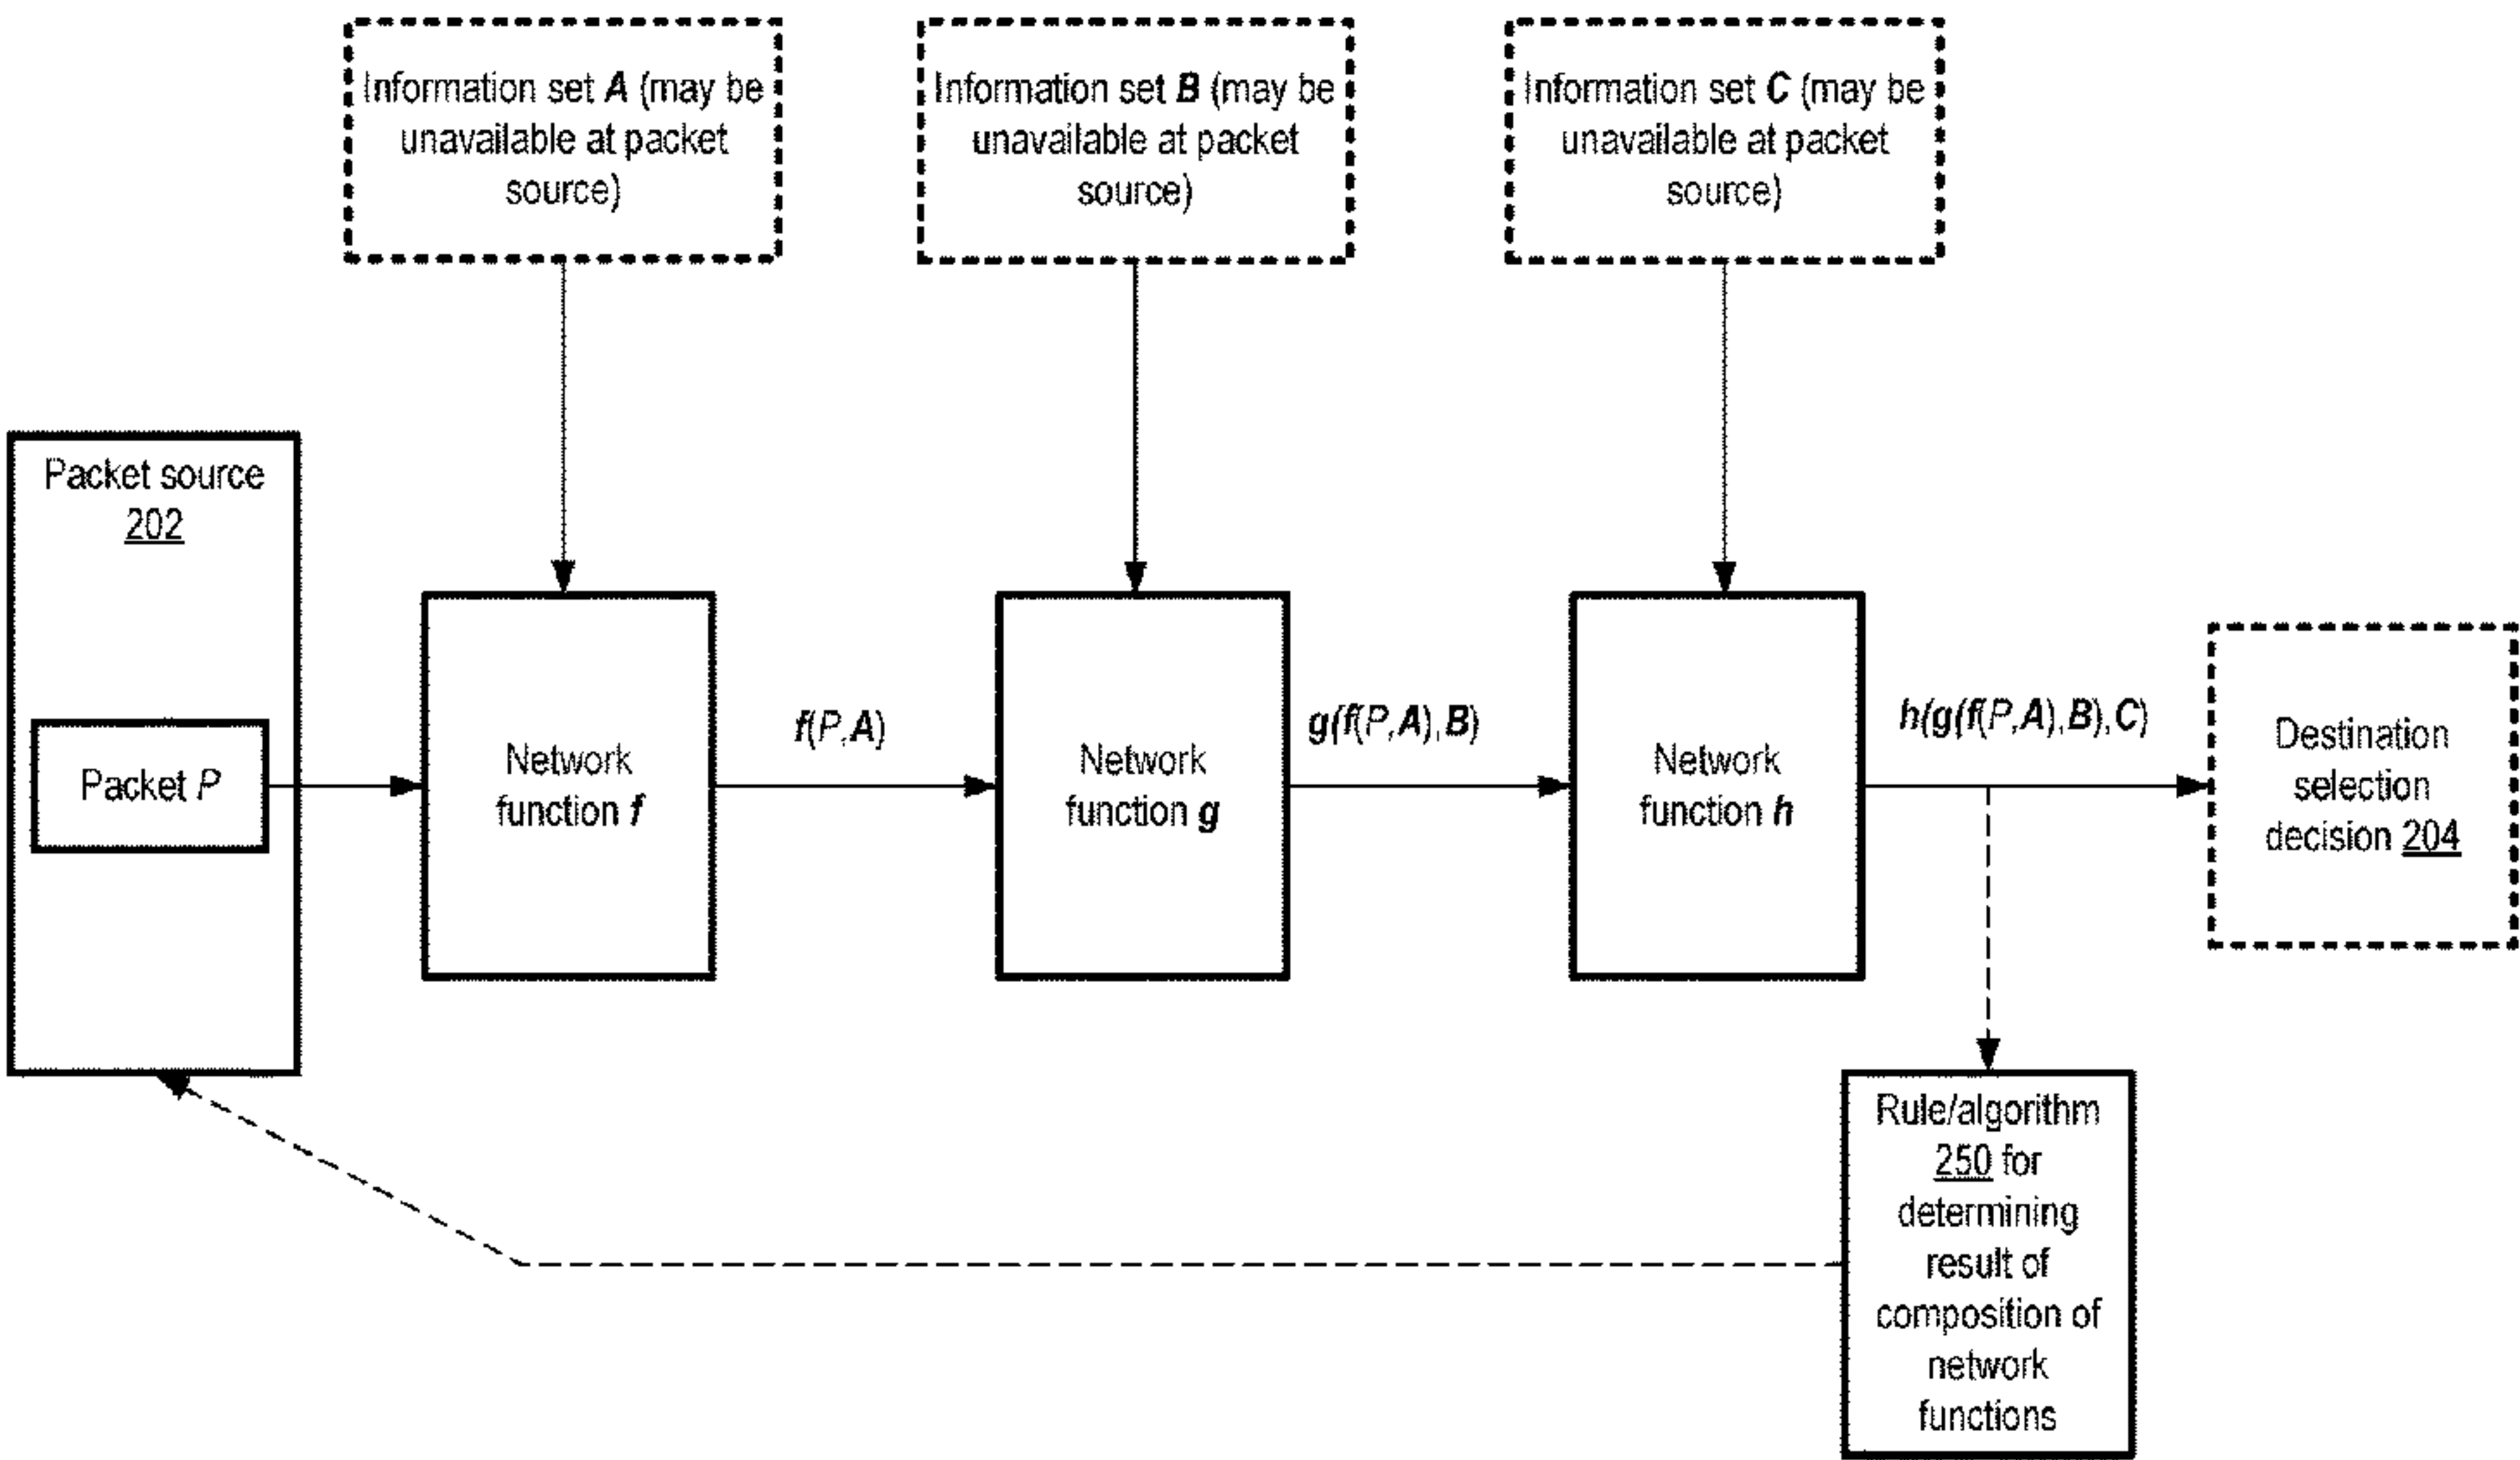 Information set A (may be
unavailable at packet
source)
Information set B (may be
unavailable at packet
source)
Information set C (may be
unavailable at packet
source)
Packet source
202
Packet P
Network
function f
f(P,A)
Network
function g
g(f(P,A),B)
Network
function h
h(g(f(P,A),B),C)
Destination
selection
decision 204
Rule/algorithm
250 for
determining
result of
composition of
network
functions